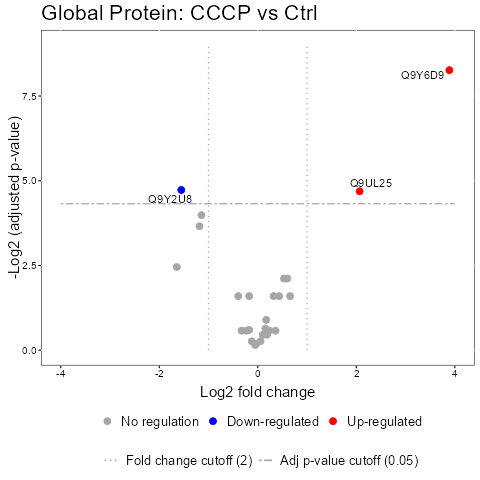 Global Protein: CCCP vs Ctrl
Q9Y6D9
7.5
Q9UL25
5.0
Q9Y2U8
2.5
0.0
-Log2 (adjusted p-value)
-4 -2 0 2 4
Log2 fold change
No regulation Down-regulated Up-regulated
Fold change cutoff (2) Adj p-value cutoff (0.05)